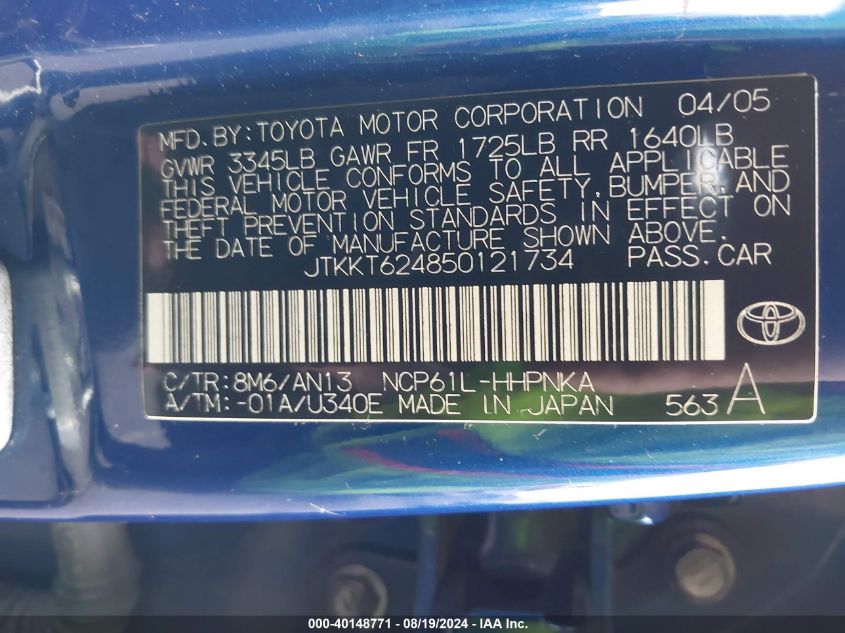 MFD.BY:TOYOTA MOTOR CORPORATION 04/05
GVWR 3345LB GAWR FR 1725LB RR 1640LB
THIS VEHICLE CONFORMS TO ALL APPLICABLE
FEDERAL MOTOR VEHICLE SAFETY,BUMPER,AND
THEFT PREVENTION STANDARDS IN EFFECT ON
THE DATE OF MANUFACTURE SHOWN ABOVE.
JTKKT624850121734 PASS.CAR
C/TR:8M6/AN13 NCP61L-HHPNKA
A/TM:-01A/U340E MADE IN JAPAN 563 A
000-40148771 - 08/19/2024 - IAAI.COM